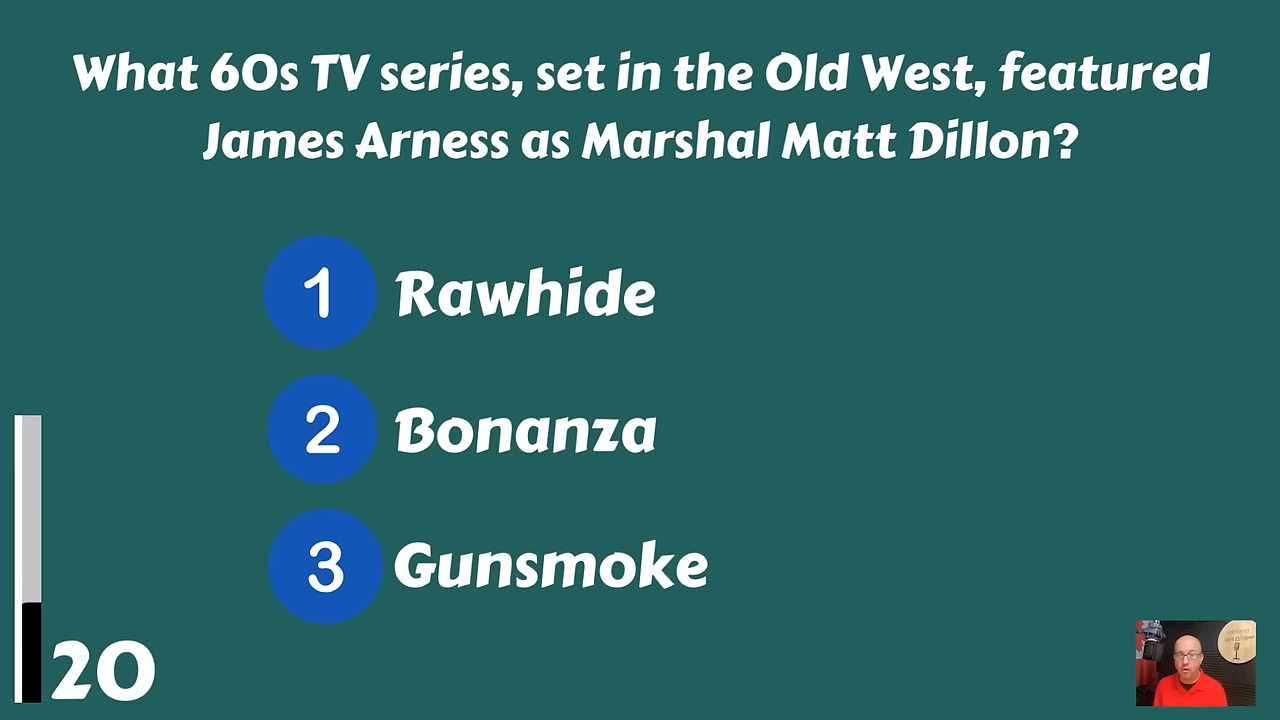 What 60s TV series, set in the Old West, featured
James Arness as Marshal Matt Dillon?
1 Rawhide
2 Bonanza
3 Gunsmoke
20